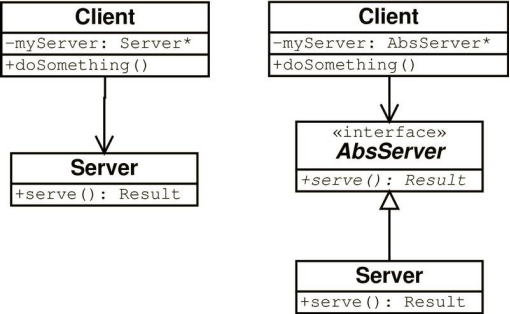 Client
-myServer: Server*
+doSomething()
Server
+serve(): Result
Client
-myServer: AbsServer*
+doSomething()
«interface»
AbsServer
+serve(): Result
Server
+serve(): Result